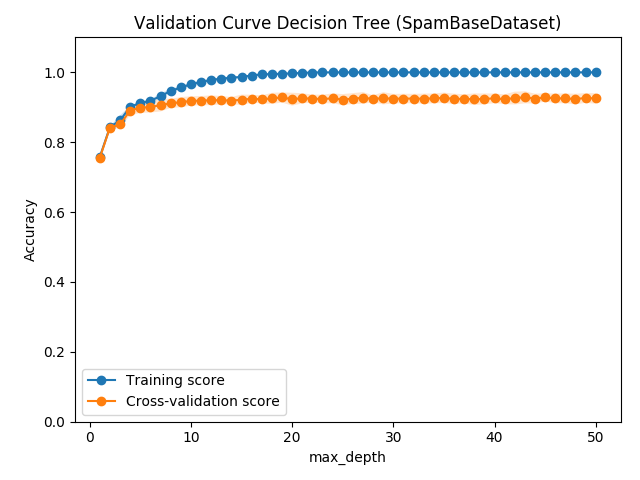 Validation Curve Decision Tree (SpamBaseDataset)
1.0
0.8
0.6
0.4
0.2
0.0
Accuracy
Training score
Cross-validation score
0 10 20 30 40 50
max_depth